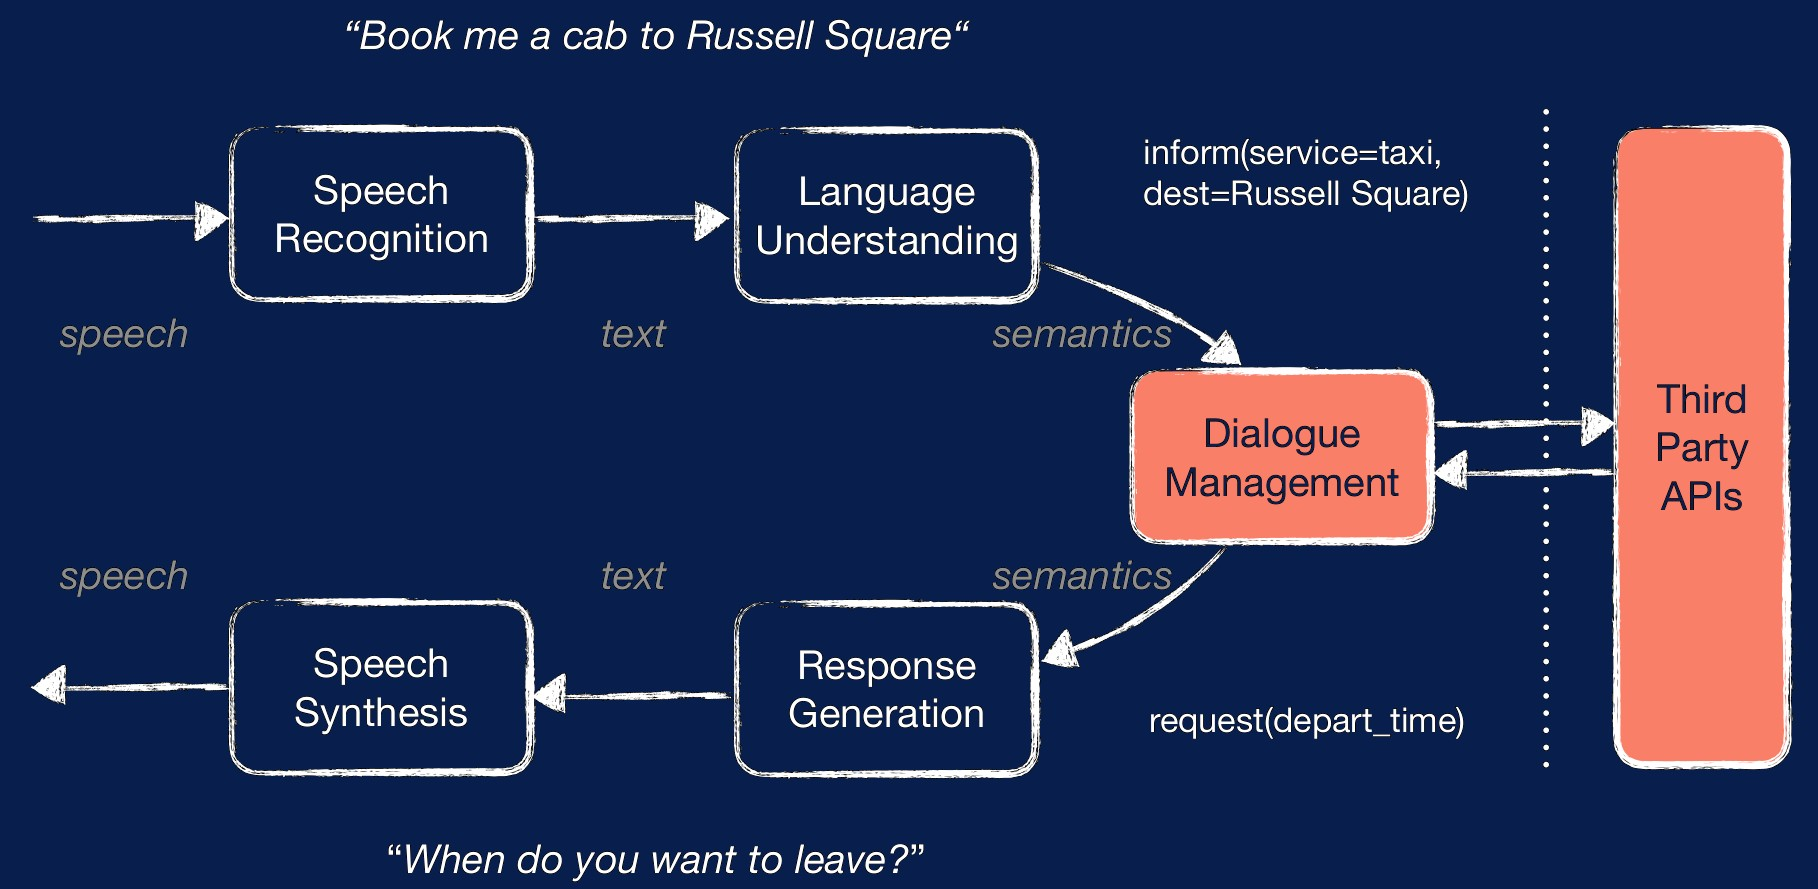 “Book me a cab to Russell Square“
Speech
Recognition
Language
Understanding
inform(service=taxi,
dest=Russell Square)
speech
text
semantics
Dialogue
Management
Third
Party
APIs
speech
text
semantics
Speech
Synthesis
Response
Generation
request(depart_time)
“When do you want to leave?”